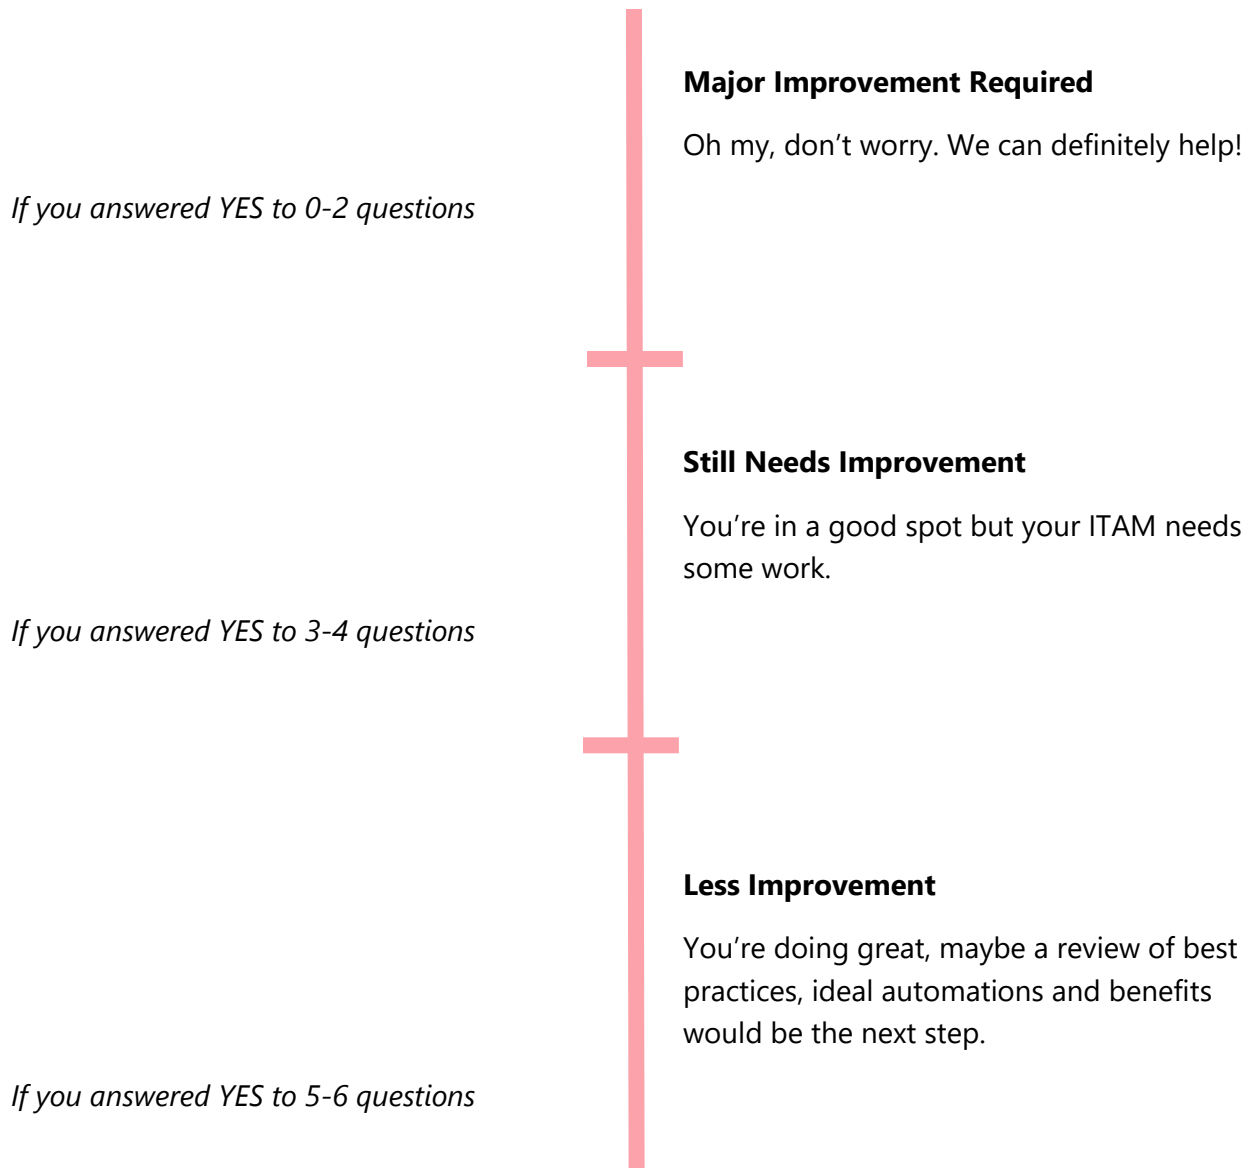 Major Improvement Required
Oh my, don’t worry. We can definitely help!
If you answered YES to 0-2 questions
Still Needs Improvement
You’re in a good spot but your ITAM needs
some work.
If you answered YES to 3-4 questions
Less Improvement
You’re doing great, maybe a review of best
practices, ideal automations and benefits
would be the next step.
If you answered YES to 5-6 questions